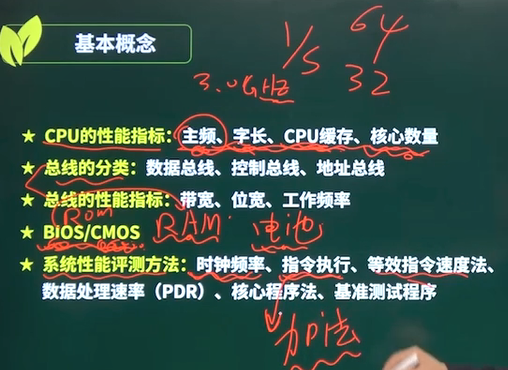 基本概念
1/S 64
3.0GHz 32
★ CPU的性能指标：主频、字长、CPU缓存、核心数量
★ 总线的分类：数据总线、控制总线、地址总线
★ 总线的性能指标：带宽、位宽、工作频率
Rom
★ BiOS/CMOS RAM 电池
★ 系统性能评测方法：时钟频率、指令执行、等效指令速度法、
数据处理速率（PDR）、核心程序法、基准测试程序
加权法